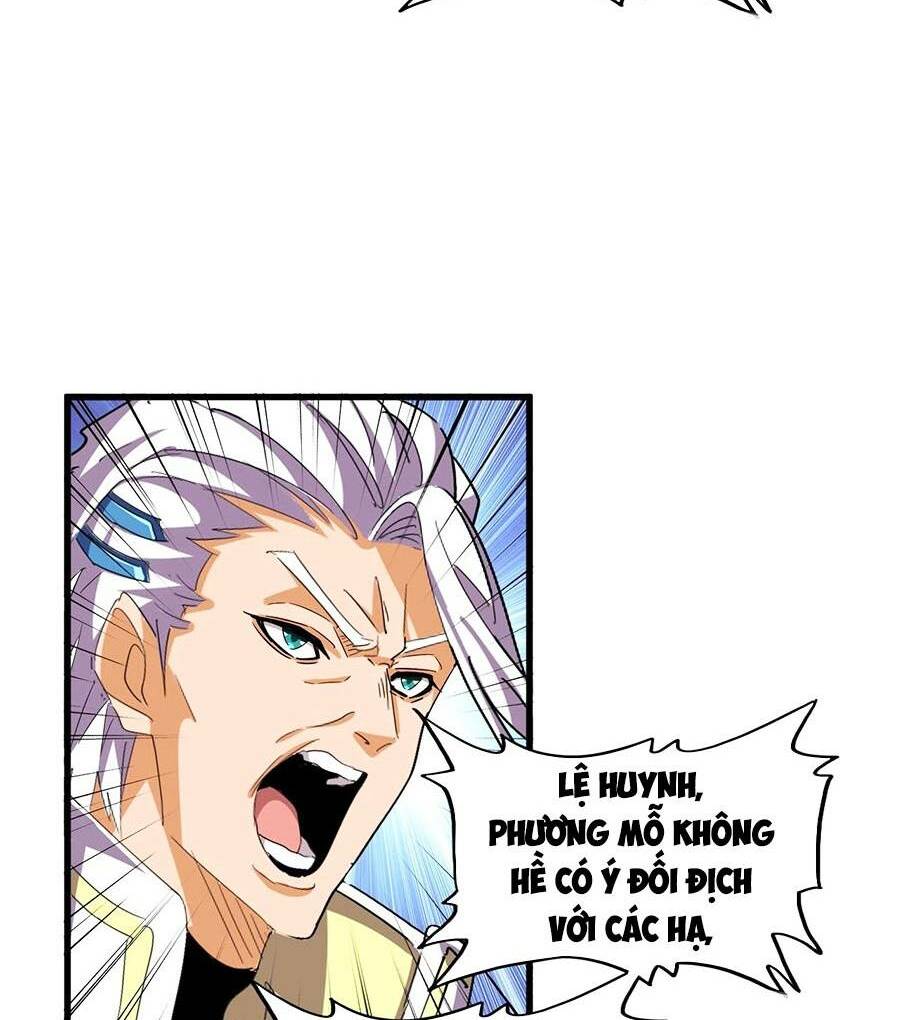 LỆ HUYNH,
PHƯƠNG MỖ KHÔNG
HỀ CÓ Ý ĐỐI ĐỊCH
VỚI CÁC HẠ,